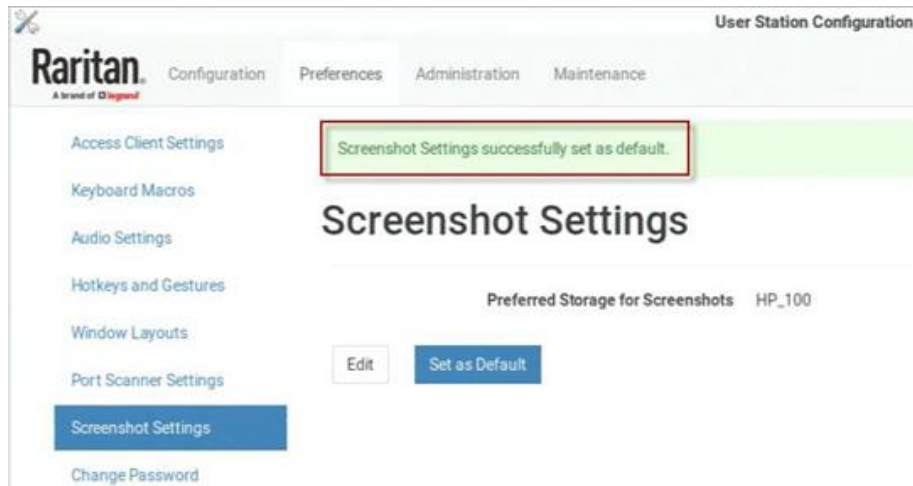 User Station Configuration
Raritan.
A brand of legrand
Configuration
Preferences
Administration
Maintenance
Access Client Settings
Keyboard Macros
Audio Settings
Hotkeys and Gestures
Window Layouts
Port Scanner Settings
Screenshot Settings
Change Password
Screenshot Settings successfully set as default.
Screenshot Settings
Preferred Storage for Screenshots HP_100
Edit
Set as Default